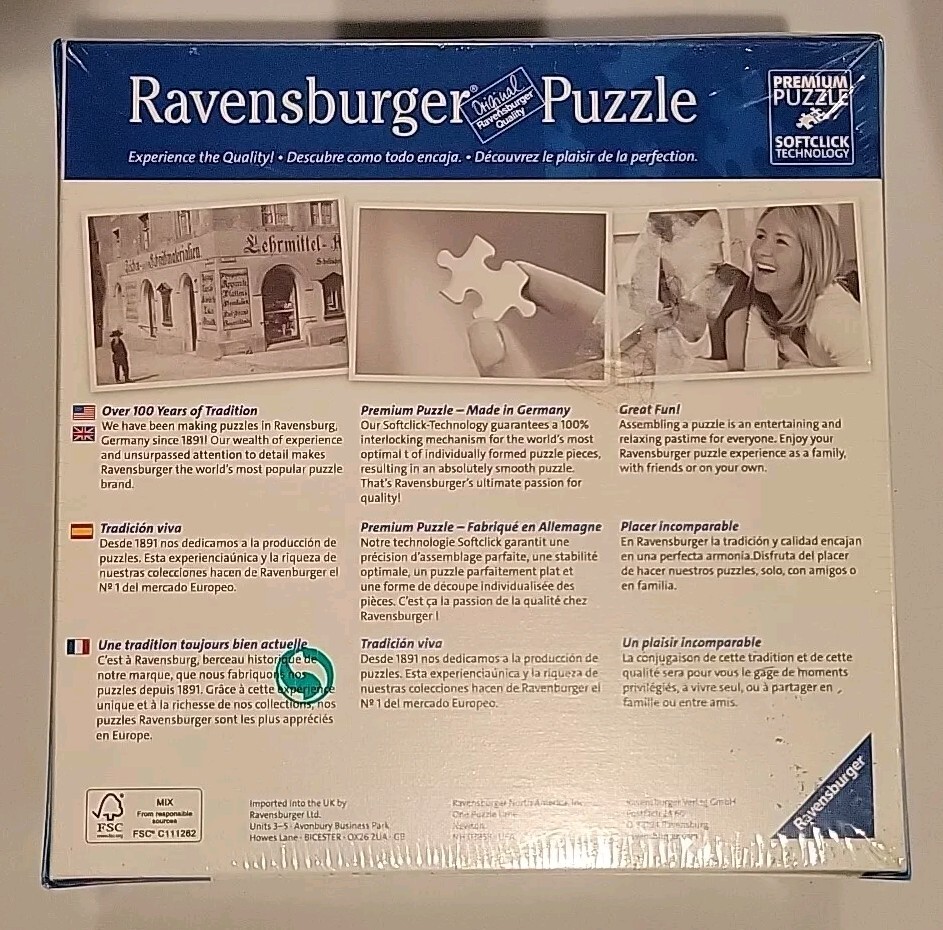 Ravensburger® Original Ravensburger Quality Puzzle
PREMIUM
PUZZLE
SOFTCLICK
TECHNOLOGY
Experience the Quality! • Descubre como todo encaja. • Découvrez le plaisir de la perfection.
Lehrmittel-
Over 100 Years of Tradition
We have been making puzzles in Ravensburg,
Germany since 1891! Our wealth of experience
and unsurpassed attention to detail makes
Ravensburger the world's most popular puzzle
brand.
Premium Puzzle – Made in Germany
Our Softclick-Technology guarantees a 100%
interlocking mechanism for the world's most
optimal t of individually formed puzzle pieces,
resulting in an absolutely smooth puzzle.
That's Ravensburger's ultimate passion for
quality!
Great Fun!
Assembling a puzzle is an entertaining and
relaxing pastime for everyone. Enjoy your
Ravensburger puzzle experience as a family,
with friends or on your own.
Tradición viva
Desde 1891 nos dedicamos a la producción de
puzzles. Esta experienciaúnica y la riqueza de
nuestras colecciones hacen de Ravenburger el
Nº 1 del mercado Europeo.
Premium Puzzle – Fabriqué en Allemagne
Notre technologie Softclick garantit une
précision d'assemblage parfaite, une stabilité
optimale, un puzzle parfaitement plat et
une forme de découpe individualisée des
pièces. C'est ça la passion de la qualité chez
Ravensburger !
Placer incomparable
En Ravensburger la tradición y calidad encajan
en una perfecta armonía.Disfruta del placer
de hacer nuestros puzzles, solo, con amigos o
en familia.
Une tradition toujours bien actuelle
C'est à Ravensburg, berceau historique de
notre marque, que nous fabriquons nos
puzzles depuis 1891. Grâce à cette expérience
unique et à la richesse de nos collections, nos
puzzles Ravensburger sont les plus appréciés
en Europe.
Tradición viva
Desde 1891 nos dedicamos a la producción de
puzzles. Esta experienciaúnica y la riqueza de
nuestras colecciones hacen de Ravenburger el
Nº 1 del mercado Europeo.
Un plaisir incomparable
La conjugaison de cette tradition et de cette
qualité sera pour vous le gage de moments
privilégiés, a vivre seul, ou à partager en
famille ou entre amis.
FSC
MIX
From responsible
sources
FSC® C111262
Imported into the UK by
Ravensburger Ltd.
Units 3–5 · Avonbury Business Park
Howes Lane · BICESTER · OX26 2UA · GB
Ravensburger North America, Inc.
One Puzzle Lane
Newton
Ravensburger Verlag GmbH
Ravensburger